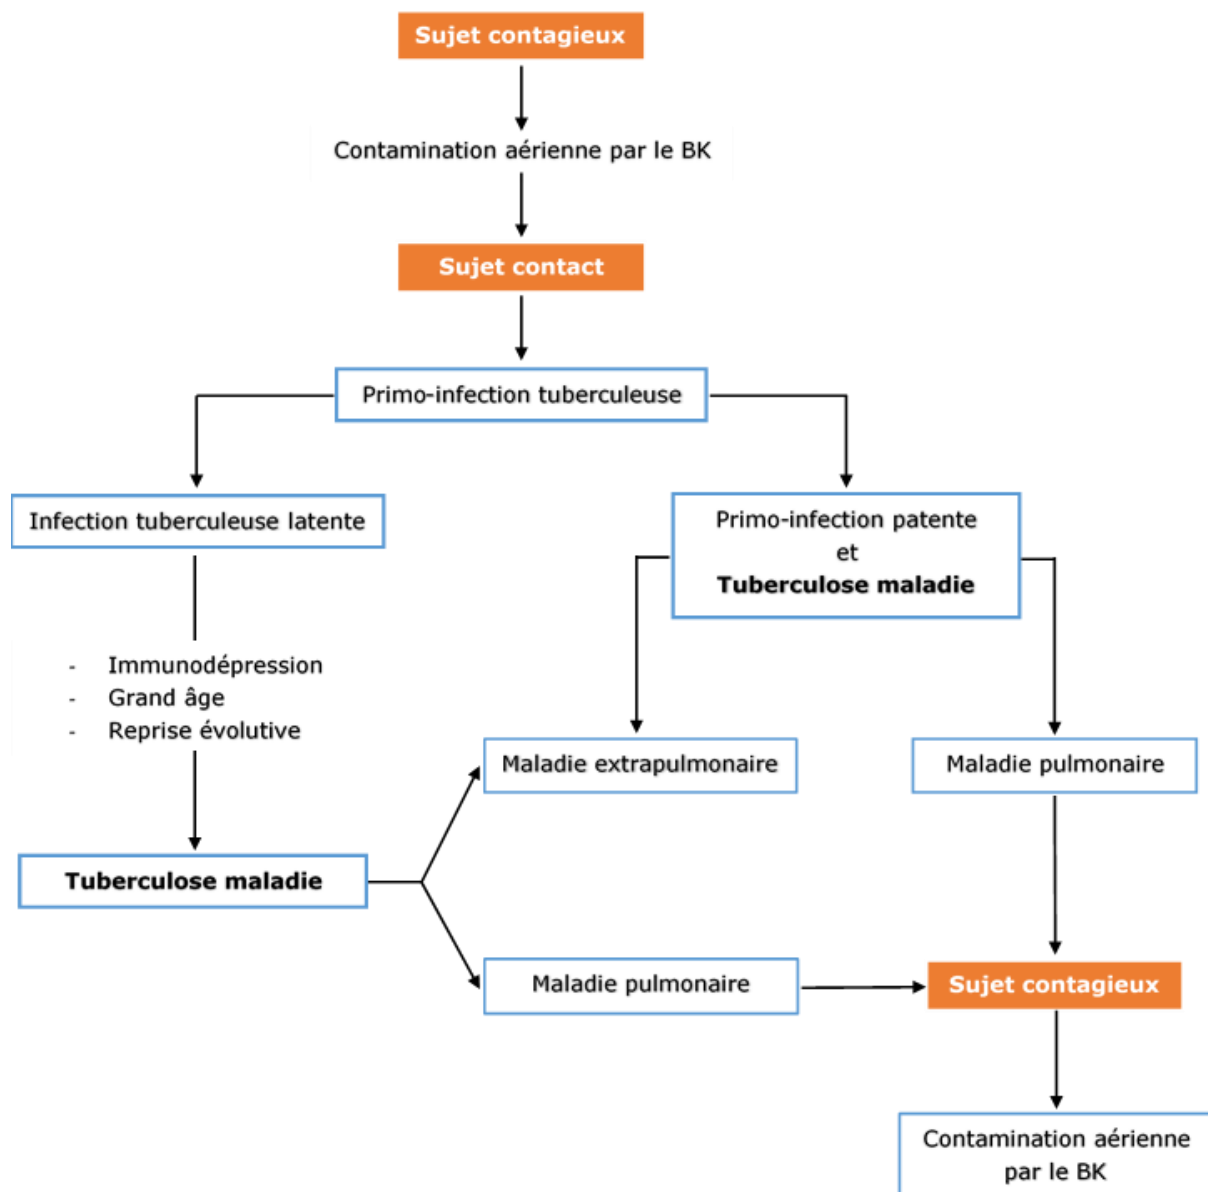 Sujet contagieux
Contamination aérienne par le BK
Sujet contact
Primo-infection tuberculeuse
Infection tuberculeuse latente
Primo-infection patente
et
Tuberculose maladie
- Immunodépression
- Grand âge
- Reprise évolutive
Maladie extrapulmonaire
Maladie pulmonaire
Tuberculose maladie
Maladie pulmonaire
Sujet contagieux
Contamination aérienne
par le BK